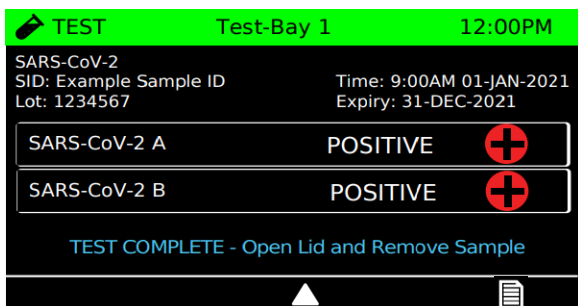 TEST Test-Bay 1 12:00PM
SARS-CoV-2
SID: Example Sample ID Time: 9:00AM 01-JAN-2021
Lot: 1234567 Expiry: 31-DEC-2021
SARS-CoV-2 A POSITIVE
SARS-CoV-2 B POSITIVE
TEST COMPLETE - Open Lid and Remove Sample